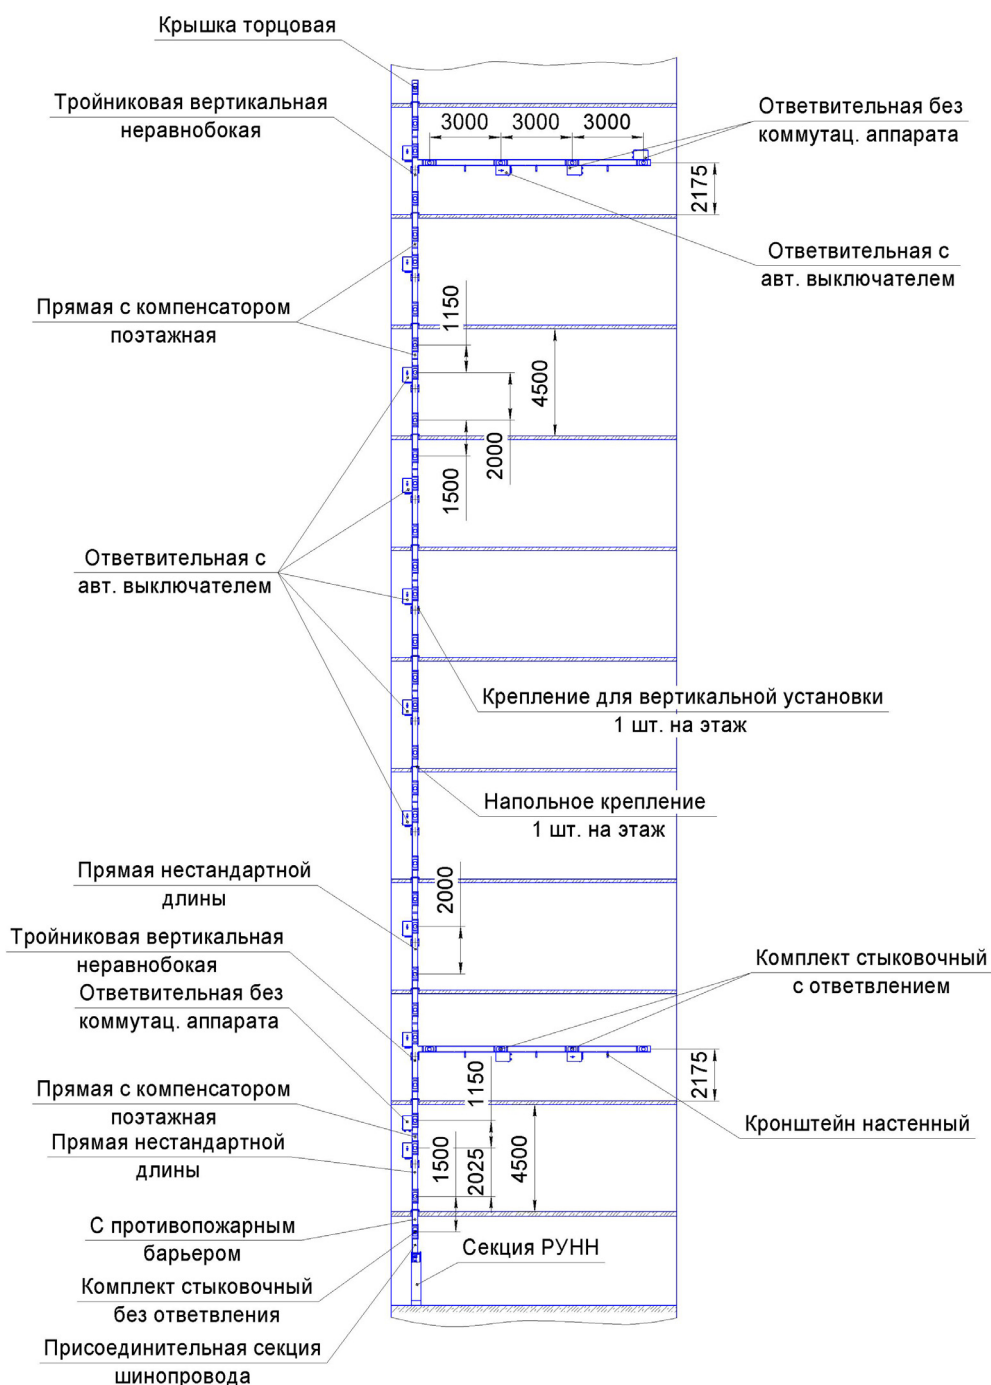 Крышка торцовая
Тройниковая вертикальная
неравнобокая
3000
3000
3000
Ответвительная без
коммутац. аппарата
2175
Ответвительная с
авт. выключателем
Прямая с компенсатором
поэтажная
1150
4500
2000
1500
Ответвительная с
авт. выключателем
Крепление для вертикальной установки
1 шт. на этаж
Напольное крепление
1 шт. на этаж
Прямая нестандартной
длины
2000
Тройниковая вертикальная
неравнобокая
Комплект стыковочный
с ответвлением
Ответвительная без
коммутац. аппарата
1150
2175
Прямая с компенсатором
поэтажная
Кронштейн настенный
Прямая нестандартной
длины
1500
2025
4500
С противопожарным
барьером
Секция РУНН
Комплект стыковочный
без ответвления
Присоединительная секция
шинопровода